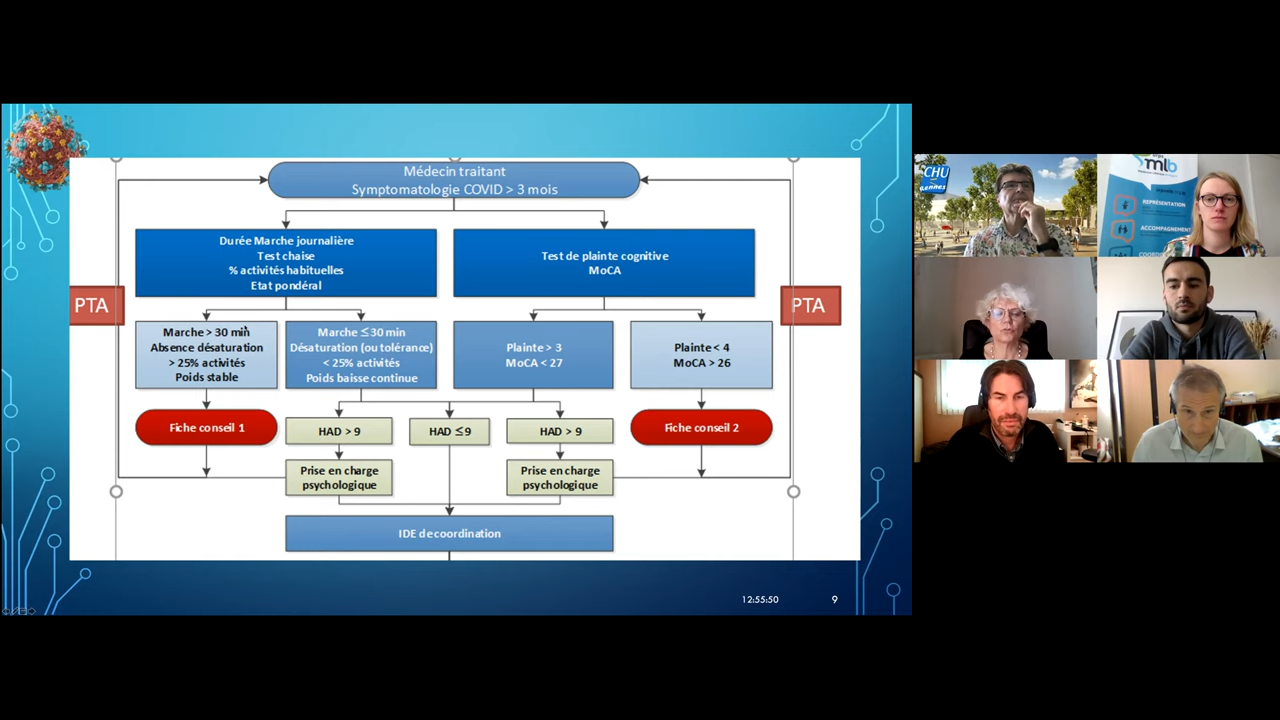 Médecin traitant
Symptomatologie COVID > 3 mois
Durée Marche journalière
Test chaise
% activités habituelles
Etat pondéral
Test de plainte cognitive
MoCA
PTA
PTA
Marche > 30 min
Absence désaturation
> 25% activités
Poids stable
Marche ≤ 30 min
Désaturation (ou tolérance)
< 25% activités
Poids baisse continue
Plainte > 3
MoCA < 27
Plainte < 4
MoCA > 26
Fiche conseil 1
HAD > 9
HAD ≤ 9
HAD > 9
Fiche conseil 2
Prise en charge
psychologique
Prise en charge
psychologique
IDE de coordination
12:55:50
9
CHU
Rennes
mlb
REPRÉSENTATION
ACCOMPAGNEMENT